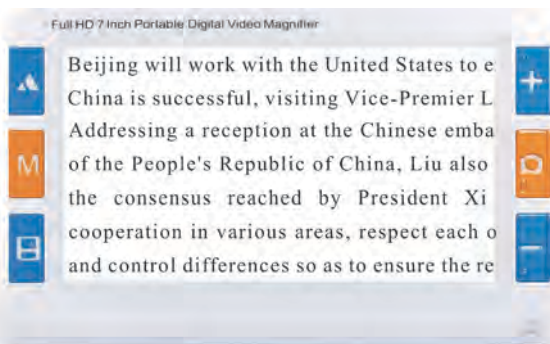 Full HD 7 Inch Portable Digital Video Magnifier
Beijing will work with the United States to e
China is successful, visiting Vice-Premier L
Addressing a reception at the Chinese emba
M
of the People's Republic of China, Liu also
the consensus reached by President Xi
cooperation in various areas, respect each o
and control differences so as to ensure the re